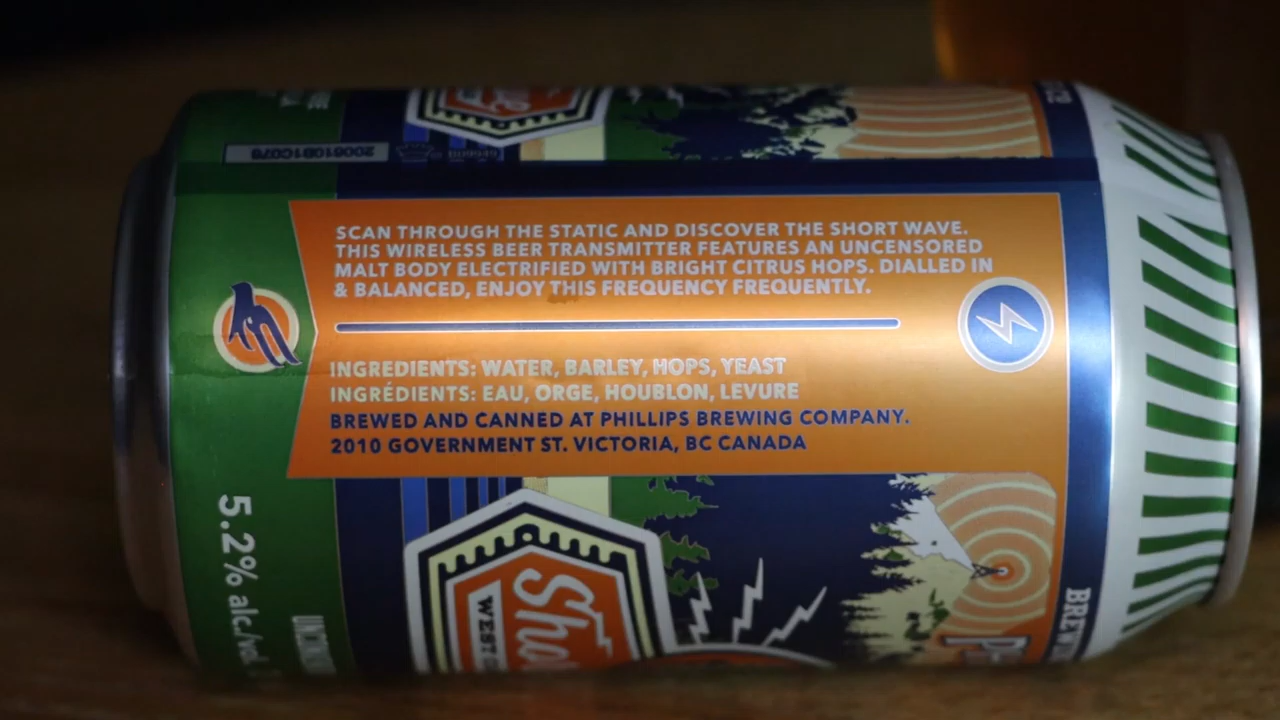 SCAN THROUGH THE STATIC AND DISCOVER THE SHORT WAVE.
THIS WIRELESS BEER TRANSMITTER FEATURES AN UNCENSORED
MALT BODY ELECTRIFIED WITH BRIGHT CITRUS HOPS. DIALLED IN
& BALANCED, ENJOY THIS FREQUENCY FREQUENTLY.
INGREDIENTS: WATER, BARLEY, HOPS, YEAST
INGRÉDIENTS: EAU, ORGE, HOUBLON, LEVURE
BREWED AND CANNED AT PHILLIPS BREWING COMPANY.
2010 GOVERNMENT ST. VICTORIA, BC CANADA
5.2% alc./vol.
WEST